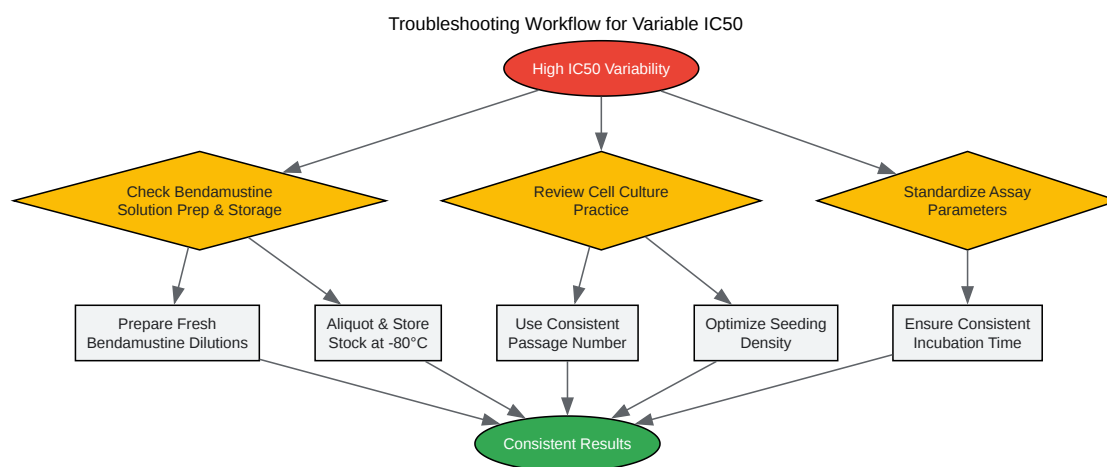 Troubleshooting Workflow for Variable IC50
High IC50 Variability
Check Bendamustine
Solution Prep & Storage
Review Cell Culture
Practice
Standardize Assay
Parameters
Prepare Fresh
Bendamustine Dilutions
Aliquot & Store
Stock at -80°C
Use Consistent
Passage Number
Optimize Seeding
Density
Ensure Consistent
Incubation Time
Consistent Results